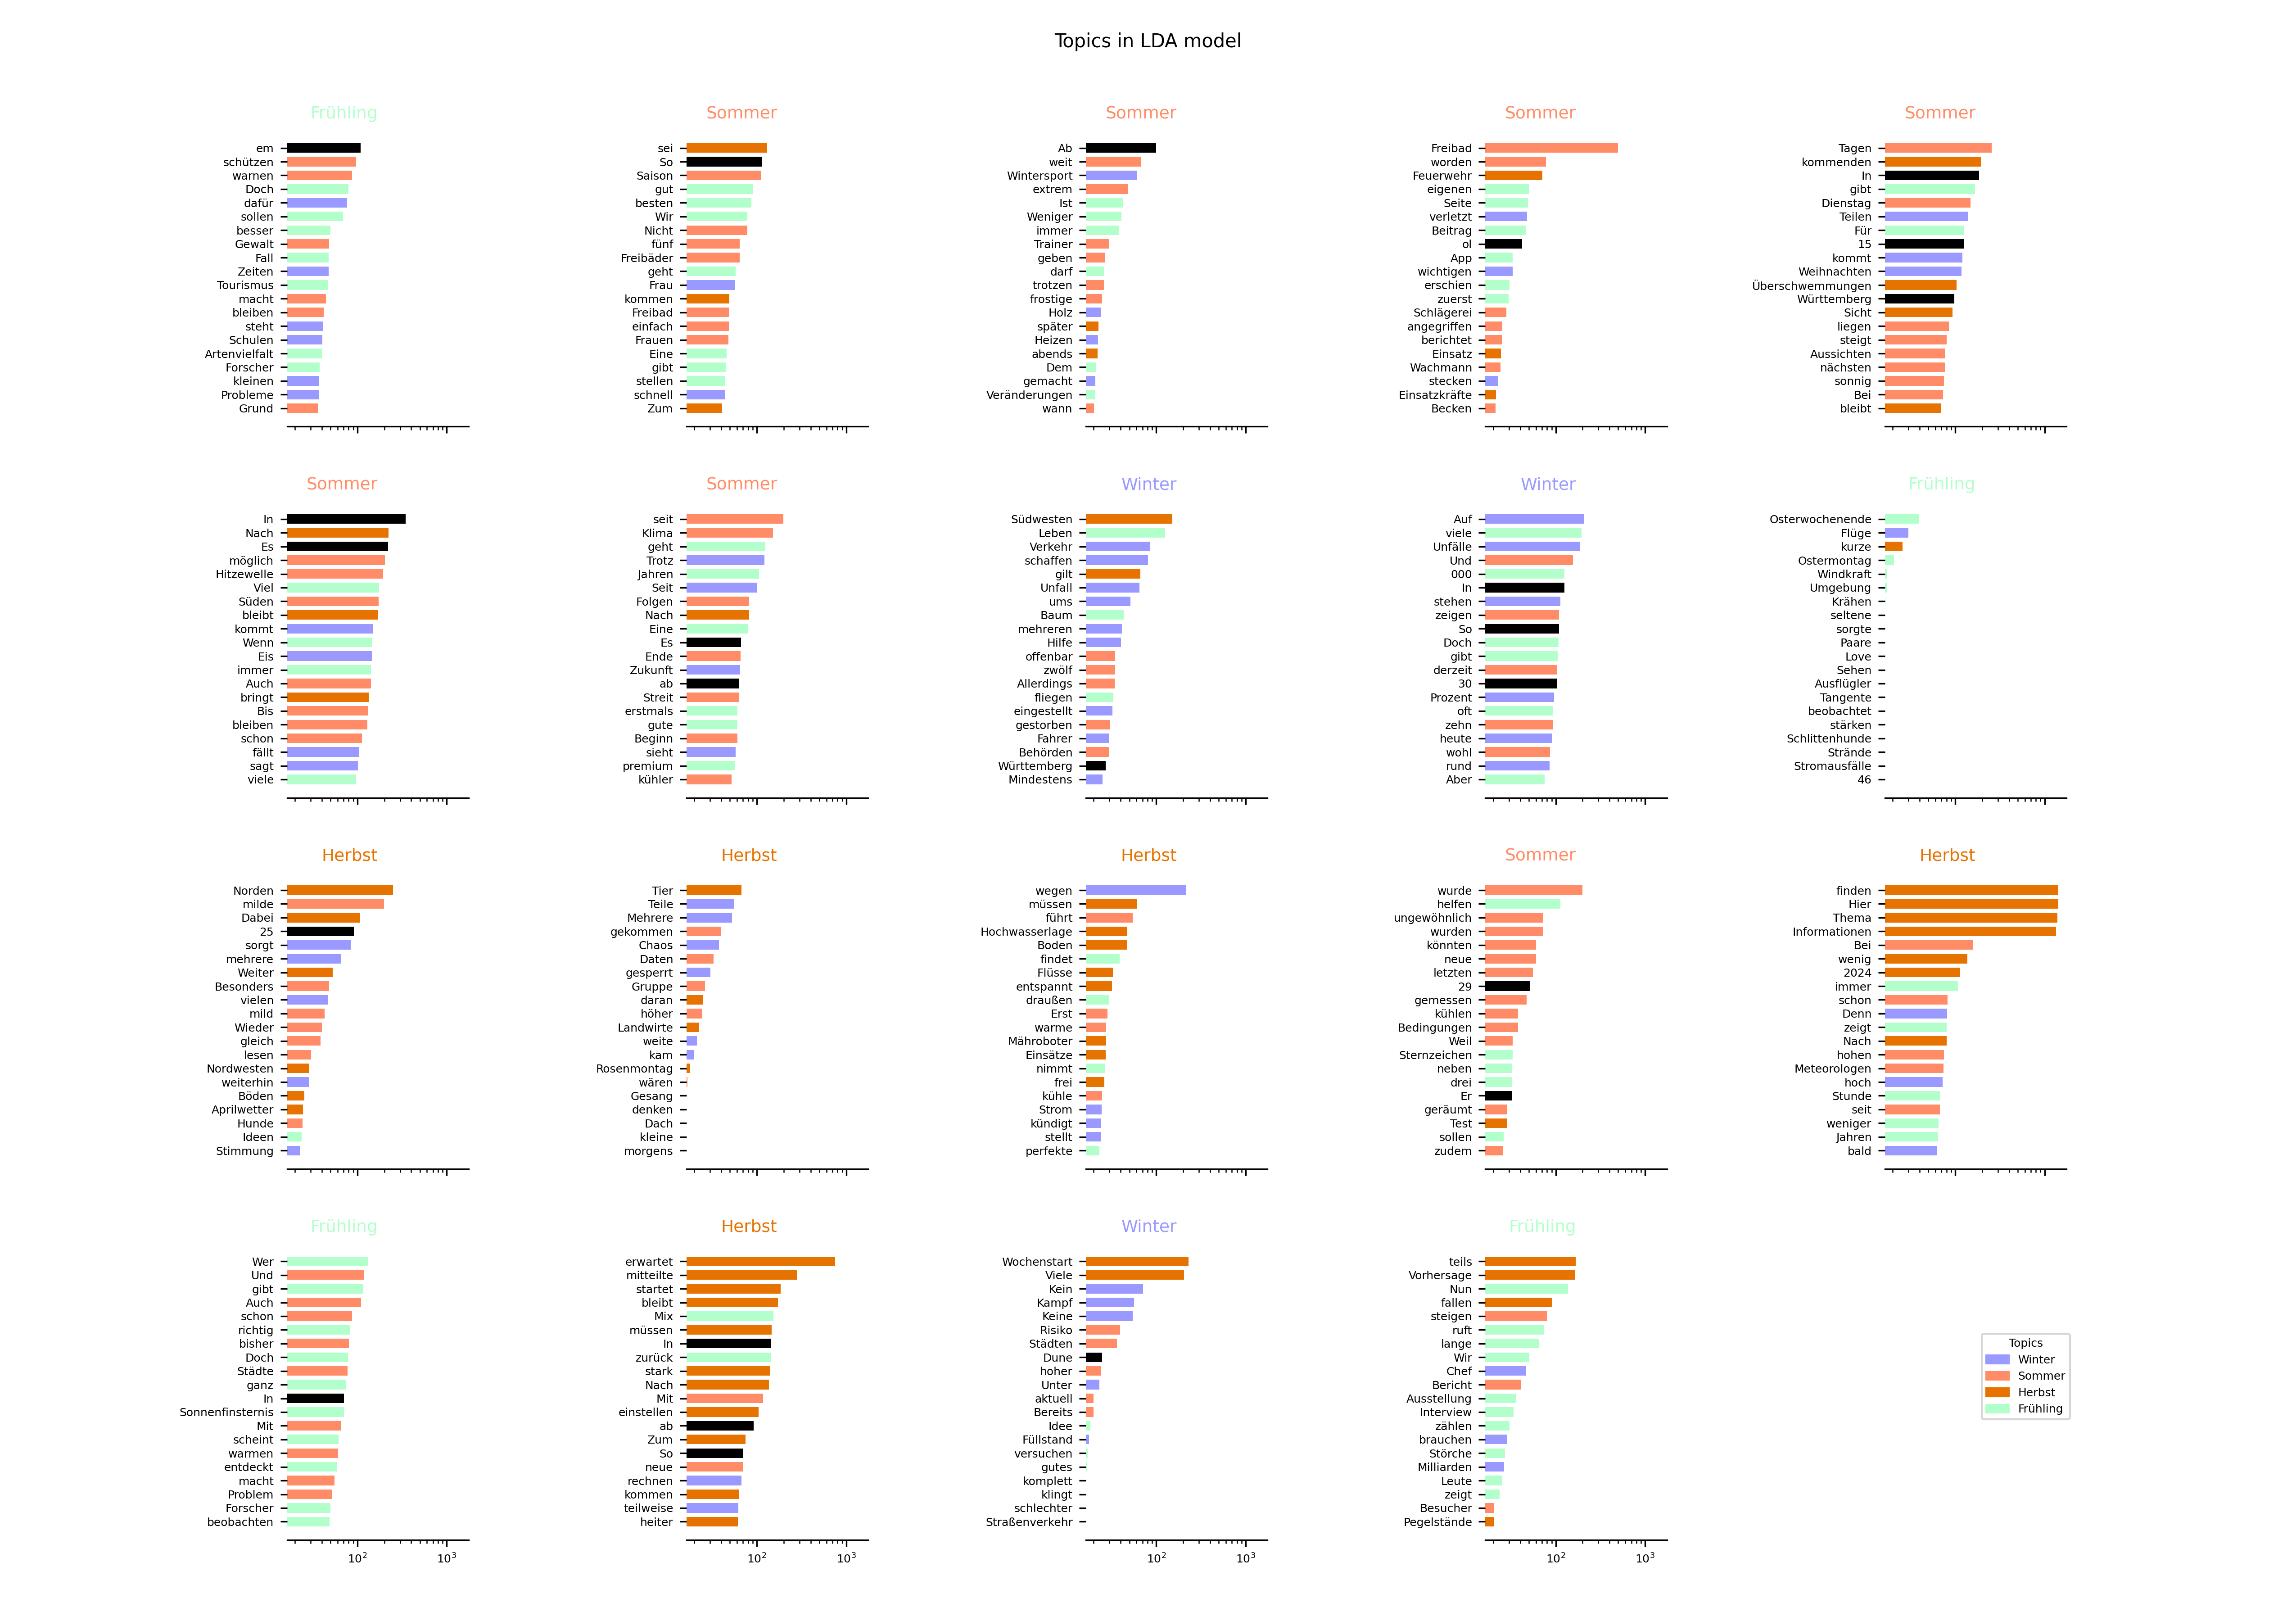 Topics in LDA model
Frühling
em
schützen
warnen
Doch
dafür
sollen
besser
Gewalt
Fall
Zeiten
Tourismus
macht
bleiben
steht
Schulen
Artenvielfalt
Forscher
kleinen
Probleme
Grund
Sommer
sei
So
Saison
gut
besten
Wir
Nicht
fünf
Freibäder
geht
Frau
kommen
Freibad
einfach
Frauen
Eine
gibt
stellen
schnell
Zum
Sommer
Ab
weit
Wintersport
extrem
Ist
Weniger
immer
Trainer
geben
darf
trotzen
frostige
Holz
später
Heizen
abends
Dem
gemacht
Veränderungen
wann
Sommer
Freibad
worden
Feuerwehr
eigenen
Seite
verletzt
Beitrag
ol
App
wichtigen
erschien
zuerst
Schlägerei
angegriffen
berichtet
Einsatz
Wachmann
stecken
Einsatzkräfte
Becken
Sommer
Tagen
kommenden
In
gibt
Dienstag
Teilen
Für
15
kommt
Weihnachten
Überschwemmungen
Württemberg
Sicht
liegen
steigt
Aussichten
nächsten
sonnig
Bei
bleibt
Sommer
In
Nach
Es
möglich
Hitzewelle
Viel
Süden
bleibt
kommt
Wenn
Eis
immer
Auch
bringt
Bis
bleiben
schon
fällt
sagt
viele
Sommer
seit
Klima
geht
Trotz
Jahren
Seit
Folgen
Nach
Eine
Es
Ende
Zukunft
ab
Streit
erstmals
gute
Beginn
sieht
premium
kühler
Winter
Südwesten
Leben
Verkehr
schaffen
gilt
Unfall
ums
Baum
mehreren
Hilfe
offenbar
zwölf
Allerdings
fliegen
eingestellt
gestorben
Fahrer
Behörden
Württemberg
Mindestens
Winter
Auf
viele
Unfälle
Und
000
In
stehen
zeigen
So
Doch
gibt
derzeit
30
Prozent
oft
zehn
heute
wohl
rund
Aber
Frühling
Osterwochenende
Flüge
kurze
Ostermontag
Windkraft
Umgebung
Krähen
seltene
sorgte
Paare
Love
Sehen
Ausflügler
Tangente
beobachtet
stärken
Schlittenhunde
Strände
Stromausfälle
46
Herbst
Norden
milde
Dabei
25
sorgt
mehrere
Weiter
Besonders
vielen
mild
Wieder
gleich
lesen
Nordwesten
weiterhin
Böden
Aprilwetter
Hunde
Ideen
Stimmung
Herbst
Tier
Teile
Mehrere
gekommen
Chaos
Daten
gesperrt
Gruppe
daran
höher
Landwirte
weite
kam
Rosenmontag
wären
Gesang
denken
Dach
kleine
morgens
Herbst
wegen
müssen
führt
Hochwasserlage
Boden
findet
Flüsse
entspannt
draußen
Erst
warme
Mähroboter
Einsätze
nimmt
frei
kühle
Strom
kündigt
stellt
perfekte
Sommer
wurde
helfen
ungewöhnlich
wurden
könnten
neue
letzten
29
gemessen
kühlen
Bedingungen
Weil
Sternzeichen
neben
drei
Er
geräumt
Test
sollen
zudem
Herbst
finden
Hier
Thema
Informationen
Bei
wenig
2024
immer
schon
Denn
zeigt
Nach
hohen
Meteorologen
hoch
Stunde
seit
weniger
Jahren
bald
Frühling
Wer
Und
gibt
Auch
schon
richtig
bisher
Doch
Städte
ganz
In
Sonnenfinsternis
Mit
scheint
warmen
entdeckt
macht
Problem
Forscher
beobachten
10² 10³
Herbst
erwartet
mitteilte
startet
bleibt
Mix
müssen
In
zurück
stark
Nach
Mit
einstellen
ab
Zum
So
neue
rechnen
kommen
teilweise
heiter
10² 10³
Winter
Wochenstart
Viele
Kein
Kampf
Keine
Risiko
Städten
Dune
hoher
Unter
aktuell
Bereits
Idee
Füllstand
versuchen
gutes
komplett
klingt
schlechter
Straßenverkehr
10² 10³
Frühling
teils
Vorhersage
Nun
fallen
steigen
ruft
lange
Wir
Chef
Bericht
Ausstellung
Interview
zählen
brauchen
Störche
Milliarden
Leute
zeigt
Besucher
Pegelstände
10² 10³
Topics
Winter
Sommer
Herbst
Frühling